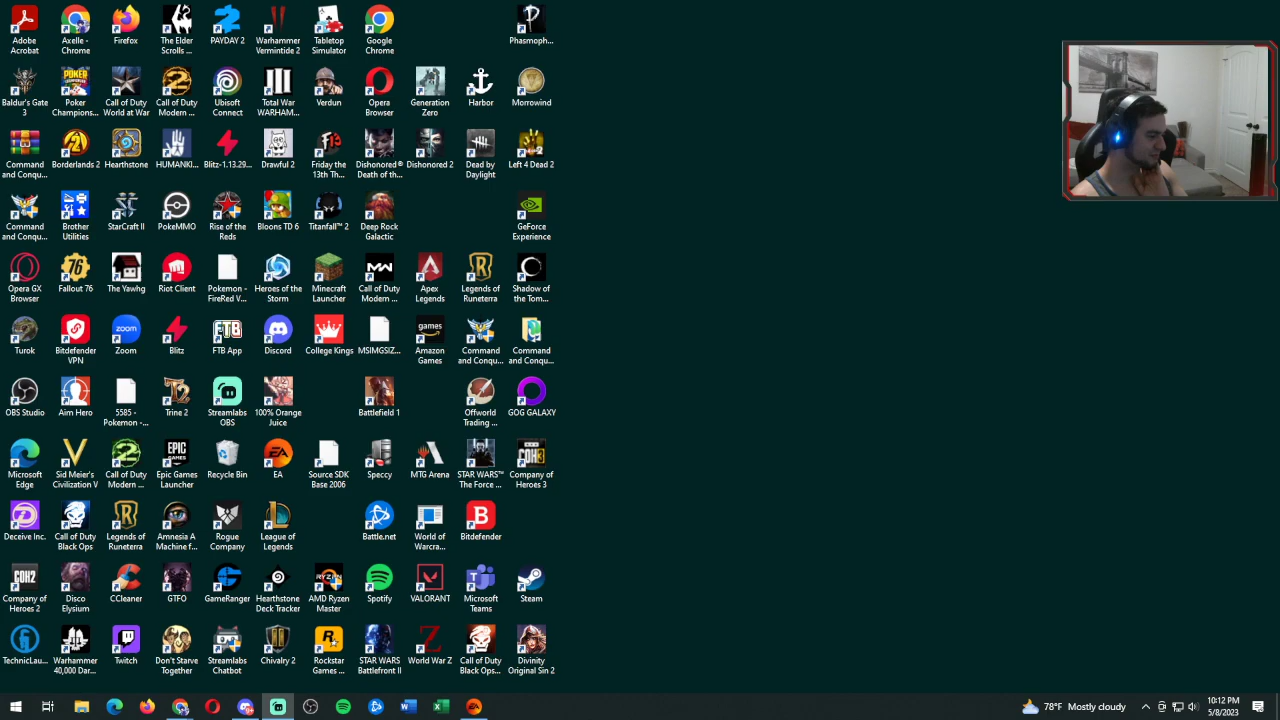 Adobe Acrobat
Axelle - Chrome
Firefox
The Elder Scrolls ...
PAYDAY 2
Warhammer Vermintide 2
Tabletop Simulator
Google Chrome
Phasmoph...
Baldur's Gate 3
Poker Champions...
Call of Duty World at War
Call of Duty Modern ...
Ubisoft Connect
Total War WARHAM...
Verdun
Opera Browser
Generation Zero
Harbor
Morrowind
Command and Conqu...
Borderlands 2
Hearthstone
HUMANKI...
Blitz-1.13.29...
Drawful 2
Friday the 13th Th...
Dishonored® Death of th...
Dishonored 2
Dead by Daylight
Left 4 Dead 2
Command and Conqu...
Brother Utilities
StarCraft II
PokeMMO
Rise of the Reds
Bloons TD 6
Titanfall™ 2
Deep Rock Galactic
GeForce Experience
Opera GX Browser
Fallout 76
The Yawhg
Riot Client
Pokemon - FireRed V...
Heroes of the Storm
Minecraft Launcher
Call of Duty Modern ...
Apex Legends
Legends of Runeterra
Shadow of the Tom...
Turok
Bitdefender VPN
Zoom
Blitz
FTB App
Discord
College Kings
MSIMGSIZ...
Amazon Games
Command and Conqu...
Command and Conqu...
OBS Studio
Aim Hero
5585 - Pokemon -...
Trine 2
Streamlabs OBS
100% Orange Juice
Battlefield 1
Offworld Trading ...
GOG GALAXY
Microsoft Edge
Sid Meier's Civilization V
Call of Duty Modern ...
Epic Games Launcher
Recycle Bin
EA
Source SDK Base 2006
Speccy
MTG Arena
STAR WARS™ The Force ...
Company of Heroes 3
Deceive Inc.
Call of Duty Black Ops
Legends of Runeterra
Amnesia A Machine f...
Rogue Company
League of Legends
Battle.net
World of Warcra...
Bitdefender
Company of Heroes 2
Disco Elysium
CCleaner
GTFO
GameRanger
Hearthstone Deck Tracker
AMD Ryzen Master
Spotify
VALORANT
Microsoft Teams
Steam
TechnicLau...
Warhammer 40,000 Dar...
Twitch
Don't Starve Together
Streamlabs Chatbot
Chivalry 2
Rockstar Games ...
STAR WARS Battlefront II
World War Z
Call of Duty Black Ops...
Divinity Original Sin 2
78°F Mostly cloudy
10:12 PM
5/8/2023